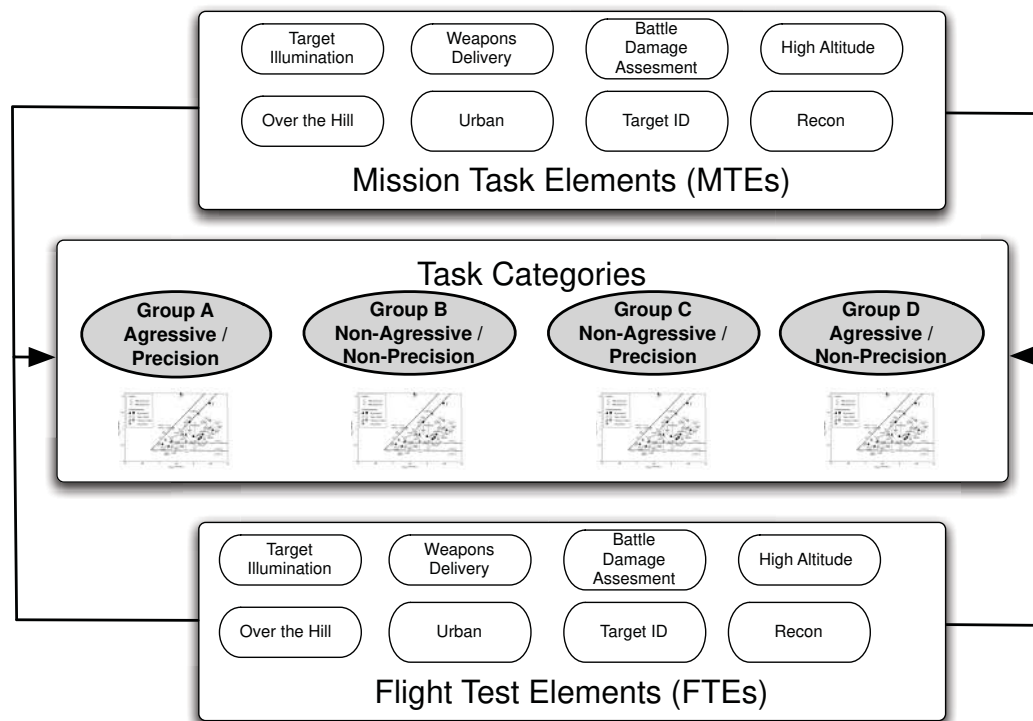 Target
Illumination
Weapons
Delivery
Battle
Damage
Assesment
High Altitude
Over the Hill
Urban
Target ID
Recon
Mission Task Elements (MTEs)
Task Categories
Group A
Agressive /
Precision
Group B
Non-Agressive /
Non-Precision
Group C
Non-Agressive /
Precision
Group D
Agressive /
Non-Precision
Target
Illumination
Weapons
Delivery
Battle
Damage
Assesment
High Altitude
Over the Hill
Urban
Target ID
Recon
Flight Test Elements (FTEs)